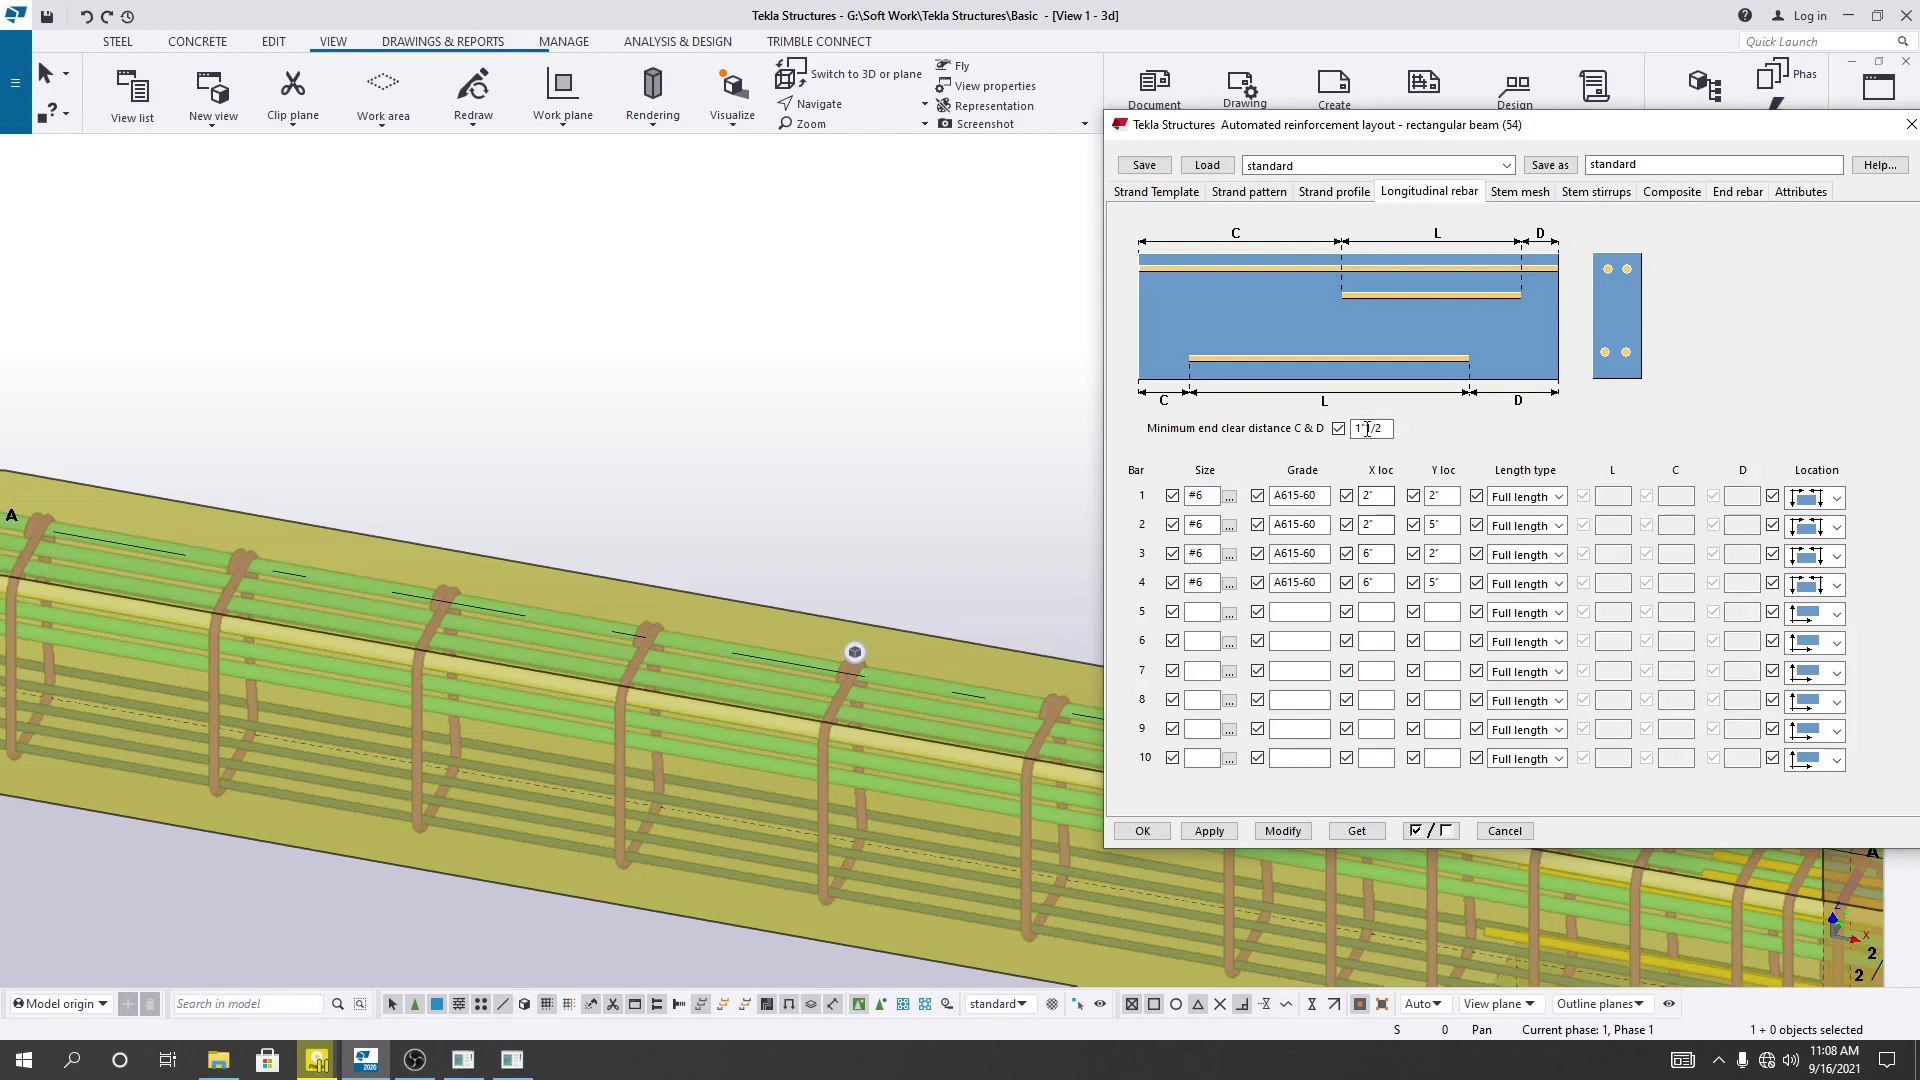 Tekla Structures - G:\Soft Work\Tekla Structures\Basic - [View 1 - 3d]
Log in
STEEL CONCRETE EDIT VIEW DRAWINGS & REPORTS MANAGE ANALYSIS & DESIGN TRIMBLE CONNECT
Quick Launch
Switch to 3D or plane
Fly
View properties
Navigate
Representation
Zoom
Screenshot
View list New view Clip plane Work area Redraw Work plane Rendering Visualize
Document Drawing Create Design Phas
Tekla Structures Automated reinforcement layout - rectangular beam (54)
Save Load standard Save as standard Help...
Strand Template Strand pattern Strand profile Longitudinal rebar Stem mesh Stem stirrups Composite End rebar Attributes
C L D
C L D
Minimum end clear distance C & D
Bar Size Grade X loc Y loc Length type L C D Location
1 #6 ... A615-60 2" 2" Full length
2 #6 ... A615-60 2" 5" Full length
3 #6 ... A615-60 6" 2" Full length
4 #6 ... A615-60 6" 5" Full length
5 ... Full length
6 ... Full length
7 ... Full length
8 ... Full length
9 ... Full length
10 ... Full length
OK Apply Modify Get / Cancel
A
A
Z
X
2
2
Model origin Search in model standard Auto View plane Outline planes
S 0 Pan Current phase: 1, Phase 1 1 + 0 objects selected
2020
11:08 AM
9/16/2021